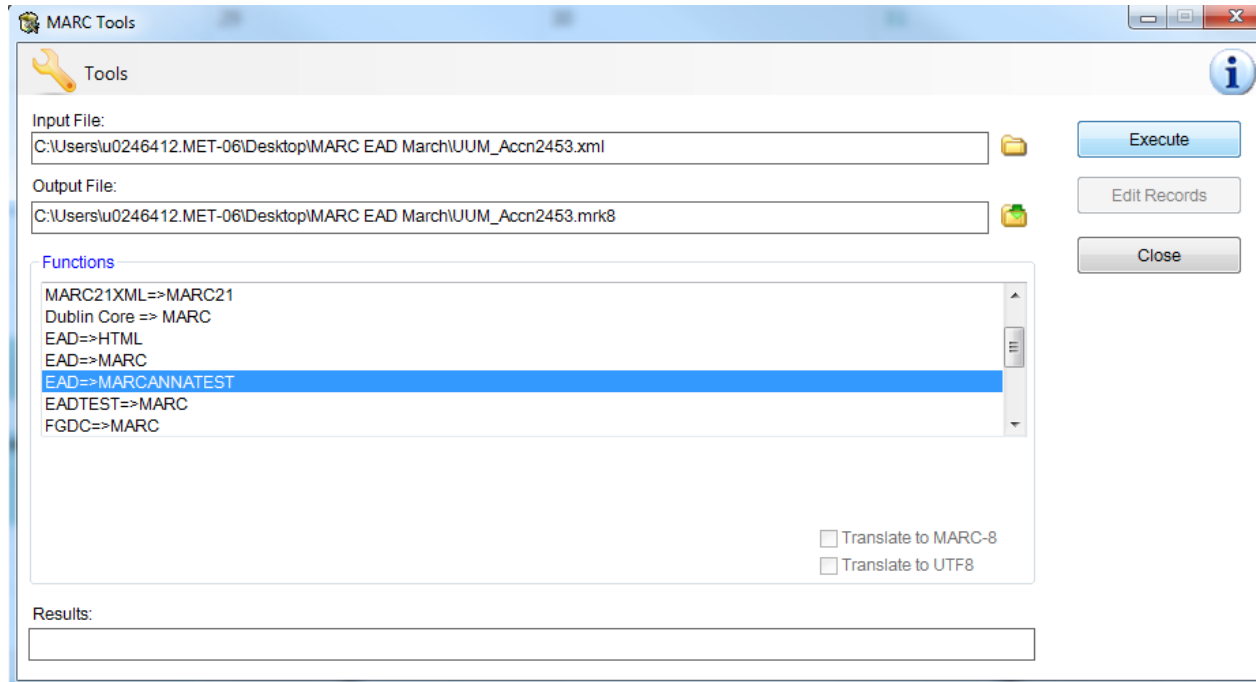 MARC Tools
Tools
Input File:
C:\Users\u0246412.MET-06\Desktop\MARC EAD March\UUM_Accn2453.xml
Execute
Output File:
C:\Users\u0246412.MET-06\Desktop\MARC EAD March\UUM_Accn2453.mrk8
Edit Records
Close
Functions
MARC21XML=>MARC21
Dublin Core => MARC
EAD=>HTML
EAD=>MARC
EAD=>MARCANNATEST
EADTEST=>MARC
FGDC=>MARC
Translate to MARC-8
Translate to UTF8
Results: